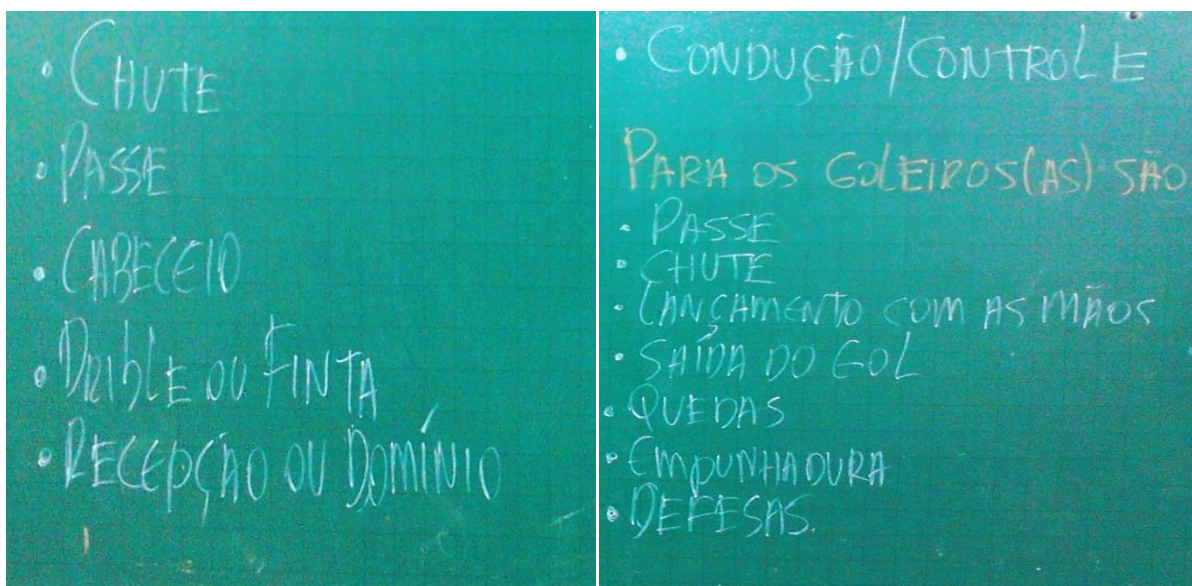 • CHUTE
• PASSE
• CABECEIO
• DRIBLE OU FINTA
• RECEPÇÃO OU DOMÍNIO
• CONDUÇÃO/CONTROLE
PARA OS GOLEIROS(AS) SÃO
• PASSE
• CHUTE
• LANÇAMENTO COM AS MÃOS
• SAÍDA DO GOL
• QUEDAS
• EMPUNHADURA
• DEFESAS.